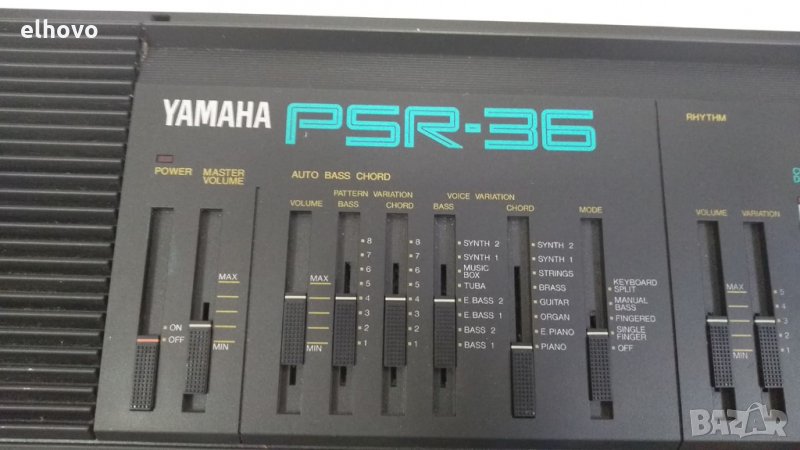 elhovo
YAMAHA PSR-36
RHYTHM
POWER
MASTER
VOLUME
AUTO BASS CHORD
VOLUME
PATTERN VARIATION
BASS CHORD
VOICE VARIATION
BASS CHORD
MODE
VOLUME VARIATION
ON
OFF
MAX
MIN
MAX
MIN
8
7
6
5
4
3
2
1
8
7
6
5
4
3
2
1
SYNTH 2
SYNTH 1
MUSIC
BOX
TUBA
E.BASS 2
E.BASS 1
BASS 2
BASS 1
SYNTH 2
SYNTH 1
STRINGS
BRASS
GUITAR
ORGAN
E.PIANO
PIANO
KEYBOARD
SPLIT
MANUAL
BASS
FINGERED
SINGLE
FINGER
OFF
MAX
MIN
5
4
3
2
1
BAZAR